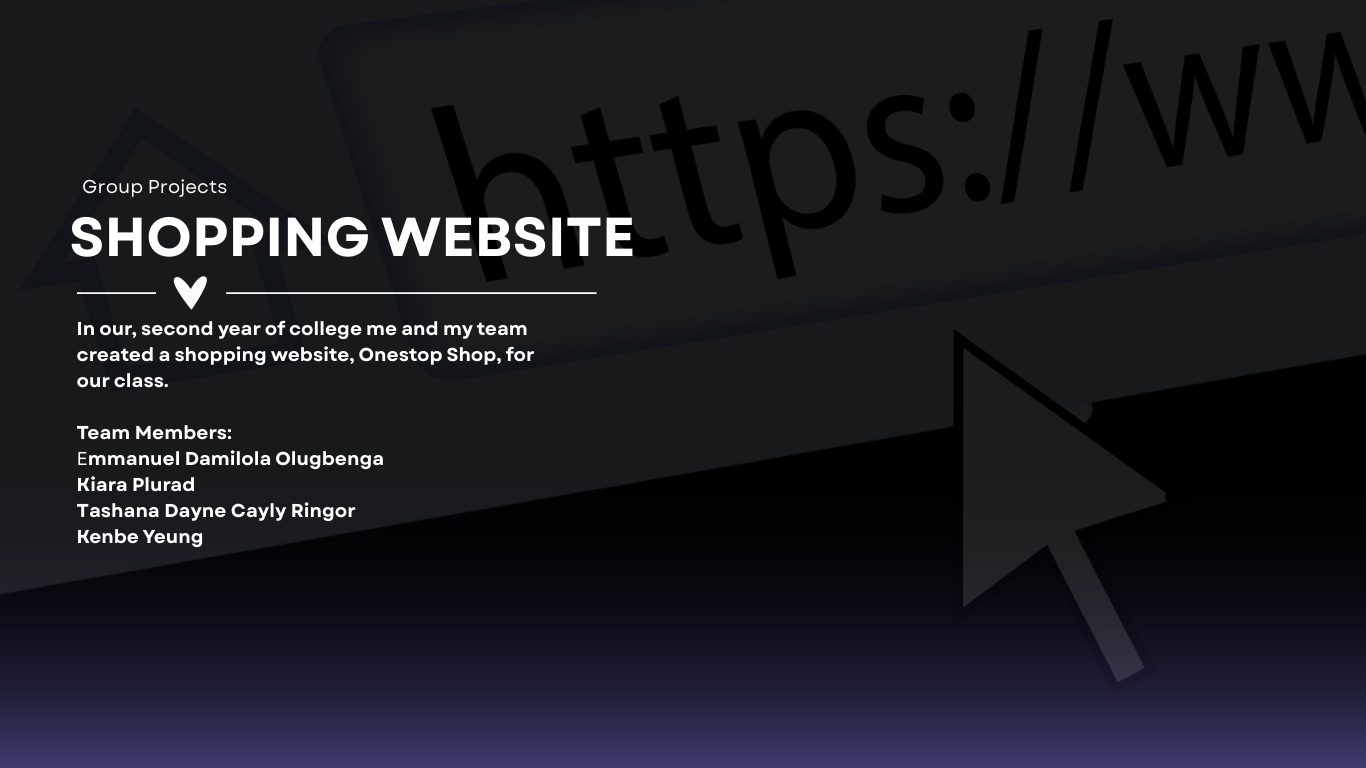 https://ww
Group Projects
SHOPPING WEBSITE
In our, second year of college me and my team
created a shopping website, Onestop Shop, for
our class.
Team Members:
Emmanuel Damilola Olugbenga
Kiara Plurad
Tashana Dayne Cayly Ringor
Kenbe Yeung